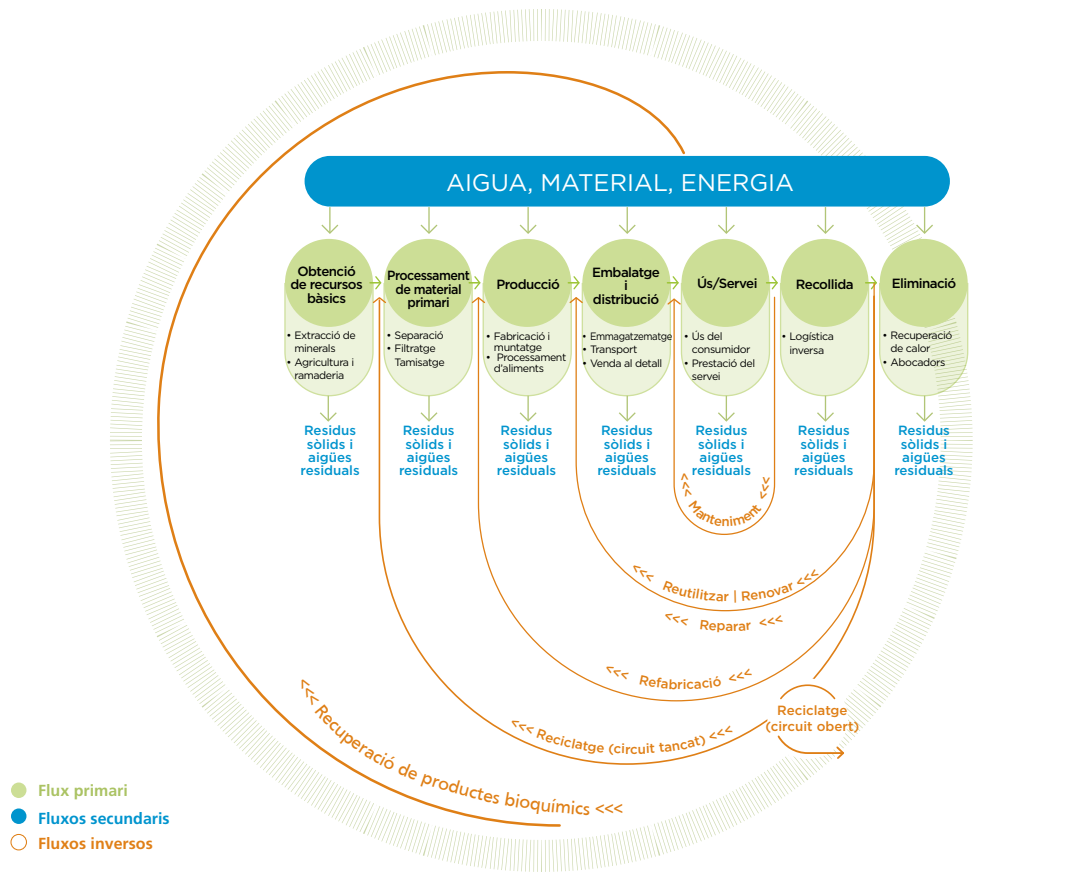 AIGUA, MATERIAL, ENERGIA
Obtenció
de recursos
bàsics
• Extracció de
minerals
• Agricultura i
ramaderia
Residus
sòlids i
aigües
residuals
Processament
de material
primari
• Separació
• Filtratge
Tamisatge
Residus
sòlids i
aigües
residuals
Producció
• Fabricació i
muntatge
• Processament
d'aliments
Residus
sòlids i
aigües
residuals
Embalatge
i
distribució
• Emmagatzematge
• Transport
• Venda al detall
Residus
sòlids i
aigües
residuals
Ús/Servei
• Ús del
consumidor
• Prestació del
servei
Residus
sòlids i
aigües
residuals
Recollida
• Logística
inversa
Residus
sòlids i
aigües
residuals
Eliminació
• Recuperació
de calor
• Abocadors
Residus
sòlids i
aigües
residuals
<<< Manteniment <<<
<<< Reutilitzar | Renovar <<<
<<< Reparar <<<
<<< Refabricació <<<
<<< Reciclatge (circuit tancat) <<<
Reciclatge
(circuit obert)
<<< Recuperació de productes bioquímics <<<
Flux primari
Fluxos secundaris
Fluxos inversos